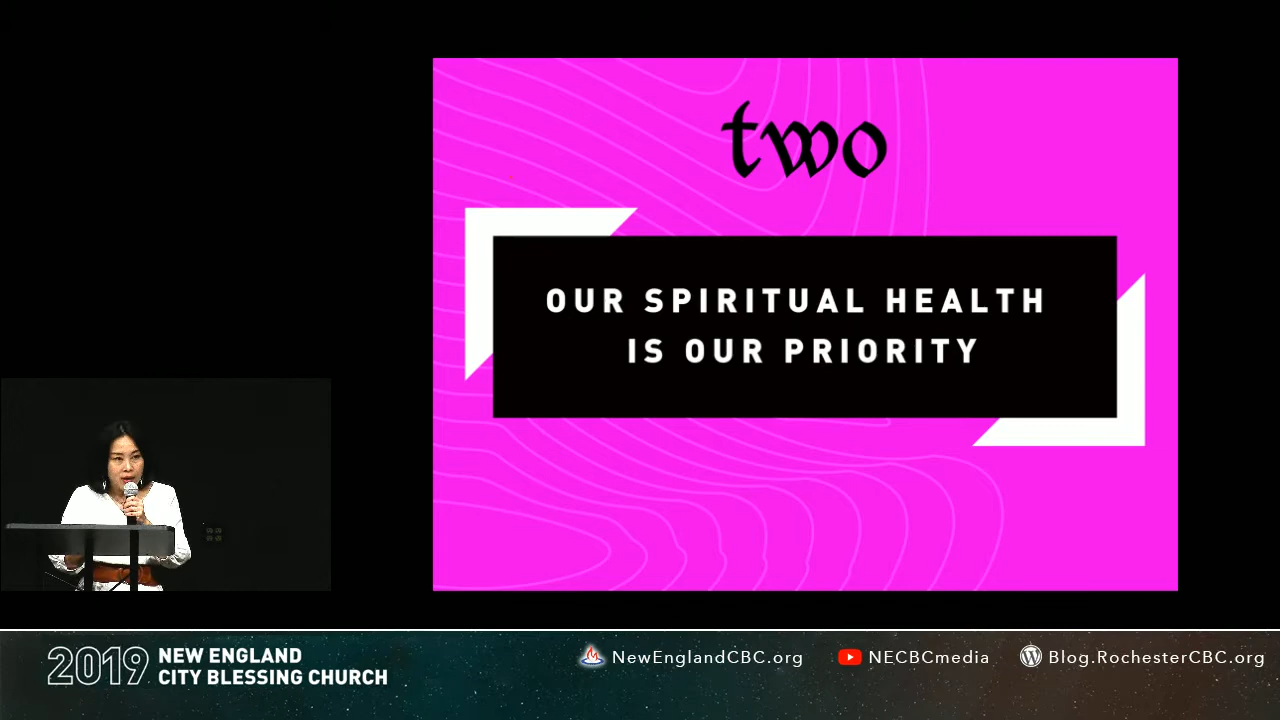 two
OUR SPIRITUAL HEALTH
IS OUR PRIORITY
2019 NEW ENGLAND
CITY BLESSING CHURCH
NewEnglandCBC.org
NECBCmedia
Blog.RochesterCBC.org